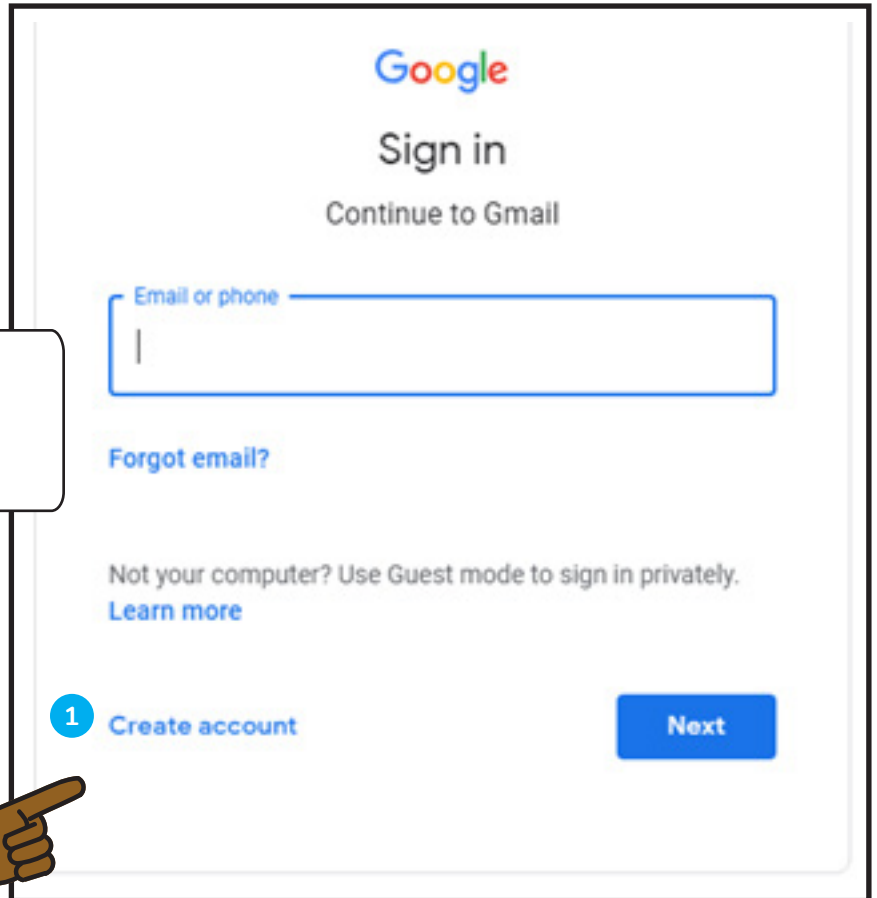 Google
Sign in
Continue to Gmail
Email or phone
Forgot email?
Not your computer? Use Guest mode to sign in privately.
Learn more
1 Create account Next